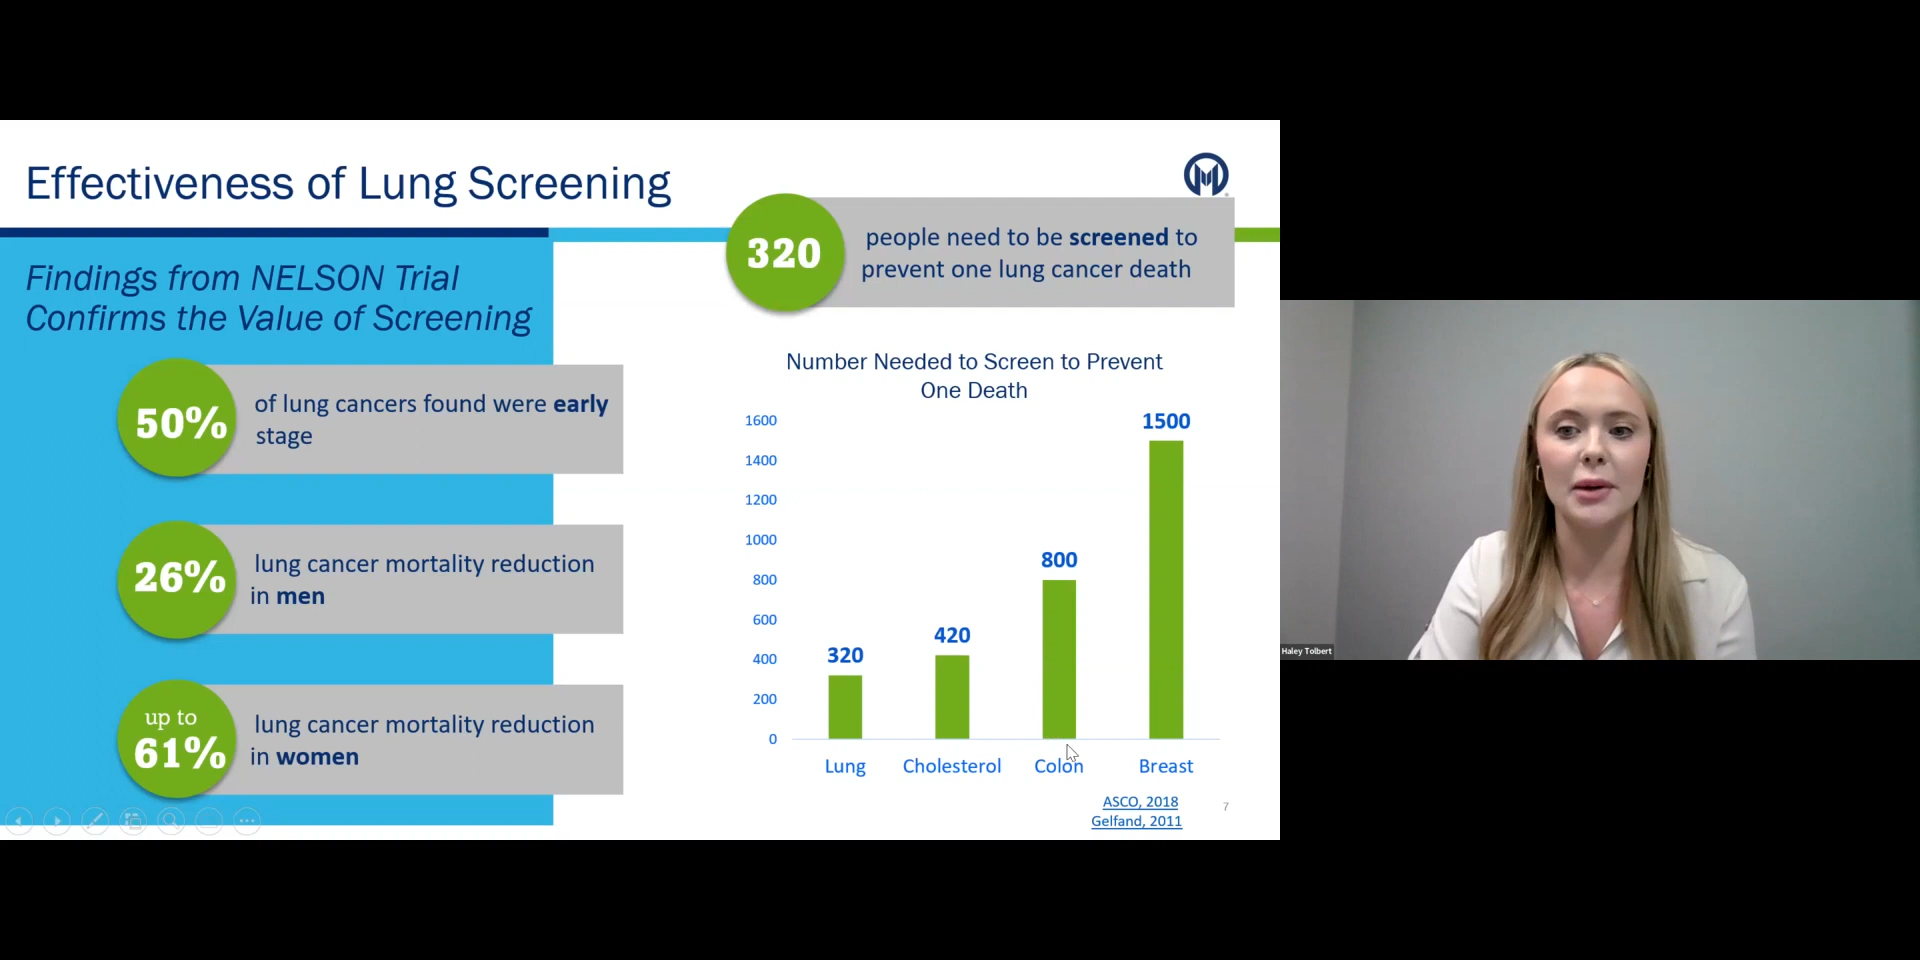 Effectiveness of Lung Screening
Findings from NELSON Trial
Confirms the Value of Screening
50%
of lung cancers found were early
stage
26%
lung cancer mortality reduction
in men
up to
61%
lung cancer mortality reduction
in women
320
people need to be screened to
prevent one lung cancer death
Number Needed to Screen to Prevent
One Death
1600
1400
1200
1000
800
600
400
200
0
320
420
800
1500
Lung
Cholesterol
Colon
Breast
ASCO, 2018
Gelfand, 2011
7
Haley Tolbert